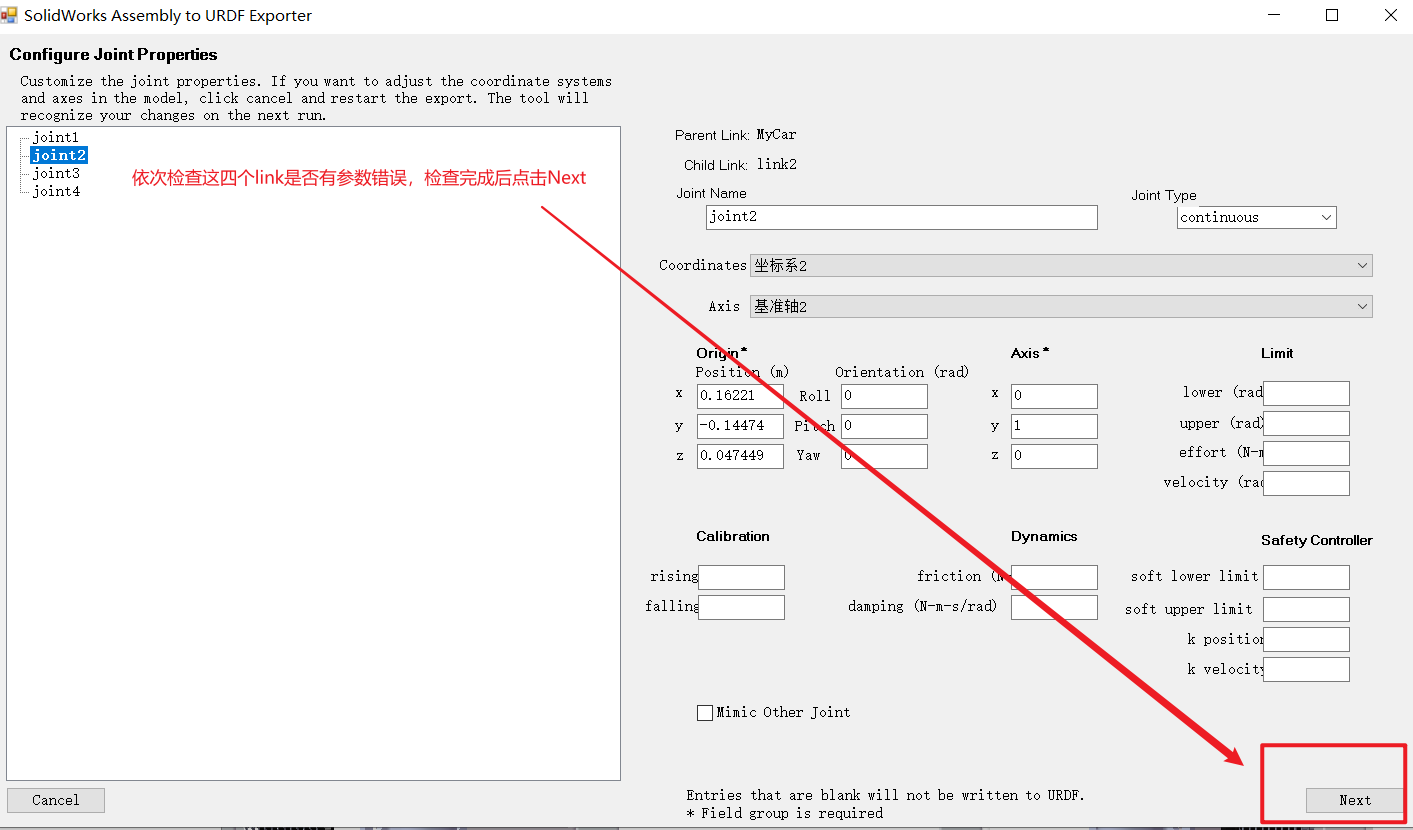 SolidWorks Assembly to URDF Exporter
Configure Joint Properties
Customize the joint properties. If you want to adjust the coordinate systems
and axes in the model, click cancel and restart the export. The tool will
recognize your changes on the next run.
joint1
joint2
joint3
joint4
依次检查这四个link是否有参数错误，检查完成后点击Next
Parent Link: MyCar
Child Link: link2
Joint Name
joint2
Joint Type
continuous
Coordinates 坐标系2
Axis 基准轴2
Origin*
Position (m) Orientation (rad)
x 0.16221 Roll 0
y -0.14474 Pitch 0
z 0.047449 Yaw 0
Axis*
x 0
y 1
z 0
Limit
lower (rad
upper (rad)
effort (N-m
velocity (rad
Calibration
rising
falling
Dynamics
friction (N
damping (N-m-s/rad)
Safety Controller
soft lower limit
soft upper limit
k position
k velocity
Mimic Other Joint
Entries that are blank will not be written to URDF.
* Field group is required
Cancel
Next